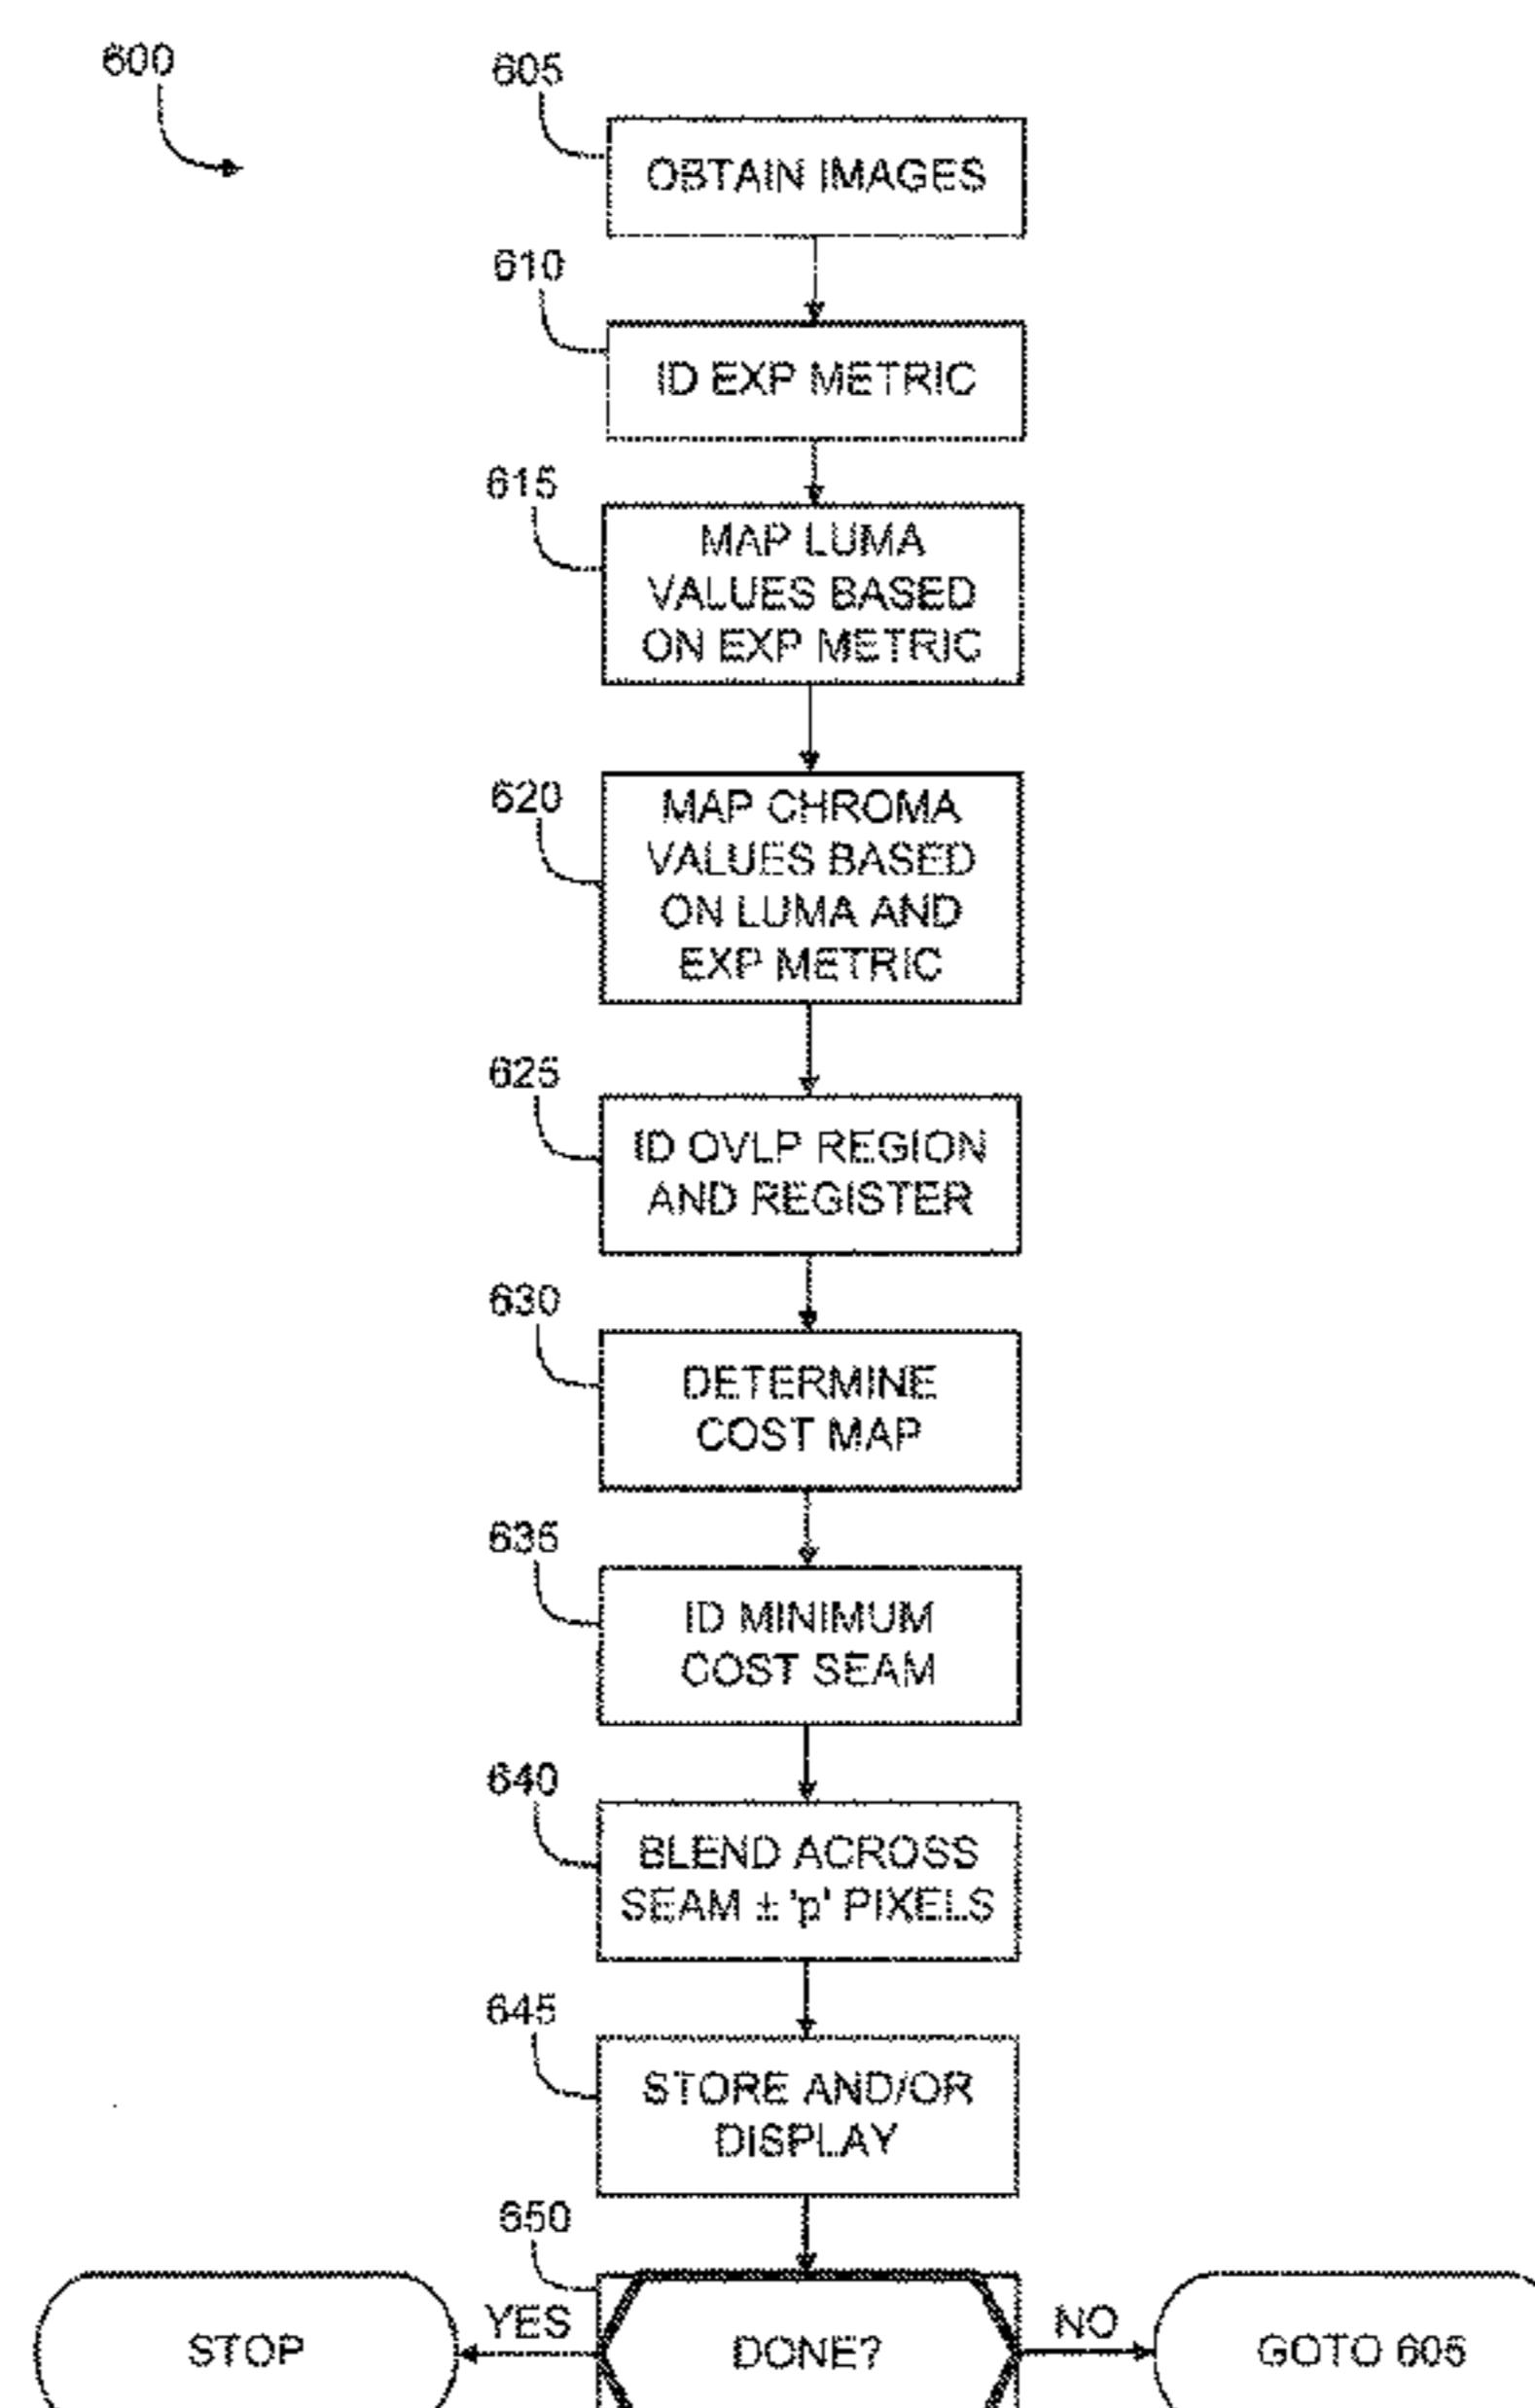 600
605
OBTAIN IMAGES
610
ID EXP METRIC
615
MAP LUMA
VALUES BASED
ON EXP METRIC
620
MAP CHROMA
VALUES BASED
ON LUMA AND
EXP METRIC
625
ID OVLP REGION
AND REGISTER
630
DETERMINE
COST MAP
635
ID MINIMUM
COST SEAM
640
BLEND ACROSS
SEAM ± 'p' PIXELS
645
STORE AND/OR
DISPLAY
650
STOP
YES
DONE?
NO
GOTO 605